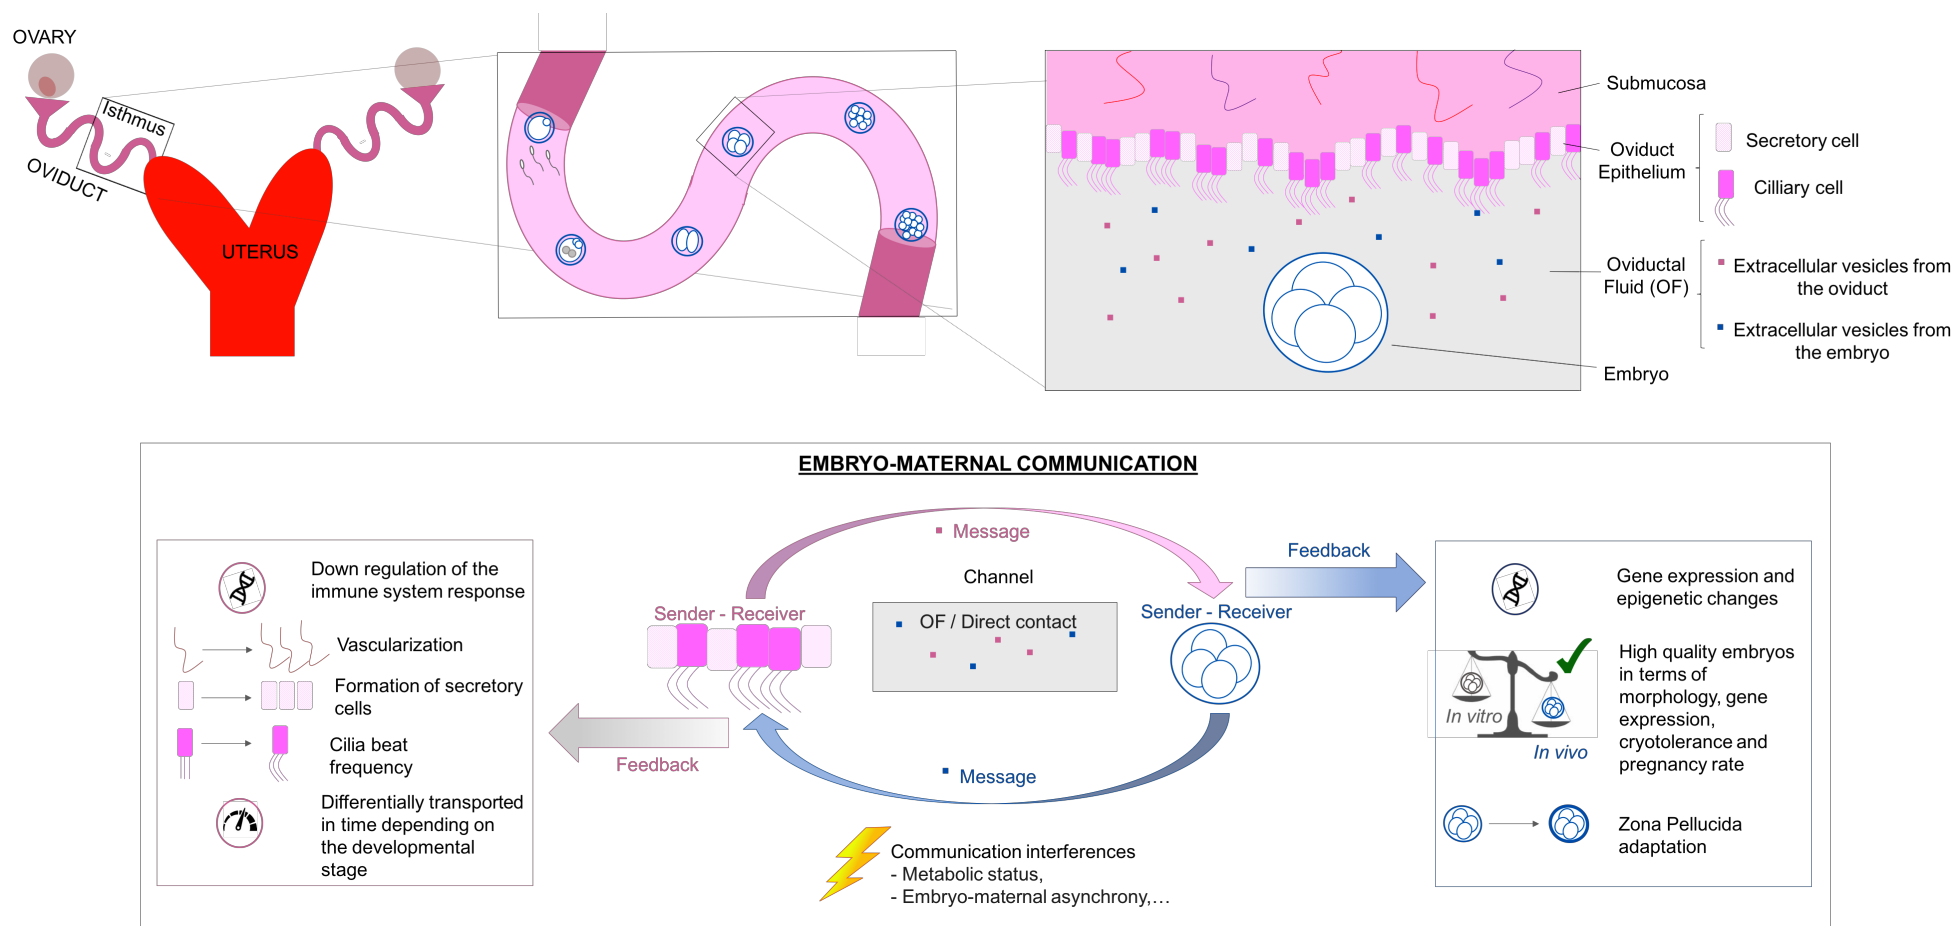 OVARY
Isthmus
OVIDUCT
UTERUS
Submucosa
Oviduct
Epithelium
Secretory cell
Cilliary cell
Oviductal
Fluid (OF)
Extracellular vesicles from
the oviduct
Extracellular vesicles from
the embryo
Embryo
EMBRYO-MATERNAL COMMUNICATION
Down regulation of the
immune system response
Vascularization
Formation of secretory
cells
Cilia beat
frequency
Differentially transported
in time depending on
the developmental
stage
Message
Channel
Sender - Receiver
OF / Direct contact
Sender - Receiver
Feedback
Feedback
Message
Communication interferences
- Metabolic status,
- Embryo-maternal asynchrony,…
Gene expression and
epigenetic changes
In vitro
In vivo
High quality embryos
in terms of
morphology, gene
expression,
cryotolerance and
pregnancy rate
Zona Pellucida
adaptation